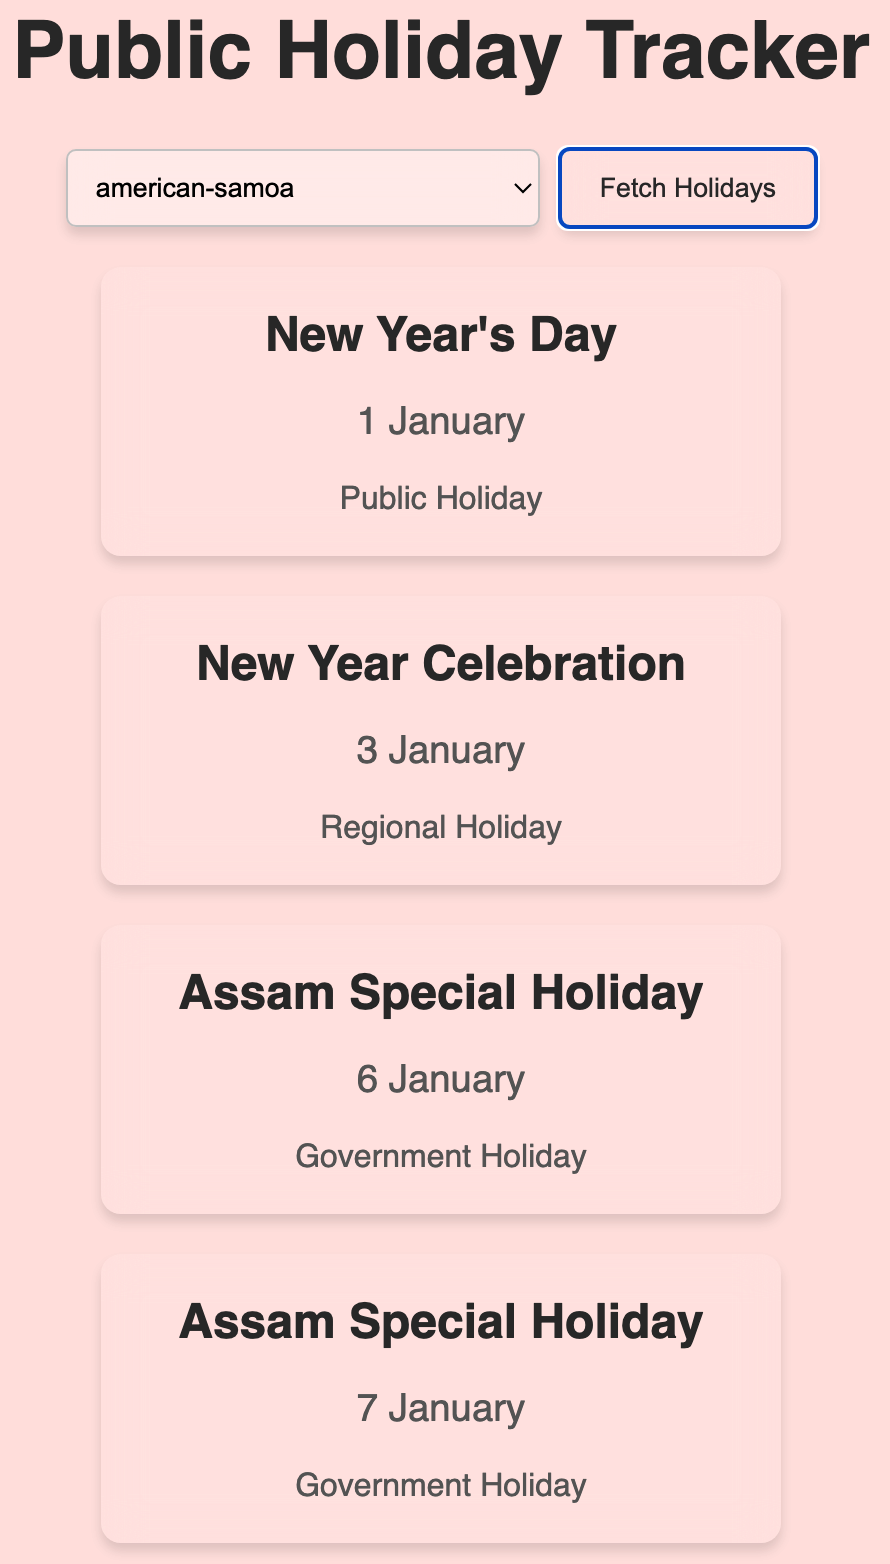 Public Holiday Tracker
american-samoa
Fetch Holidays
New Year's Day
1 January
Public Holiday
New Year Celebration
3 January
Regional Holiday
Assam Special Holiday
6 January
Government Holiday
Assam Special Holiday
7 January
Government Holiday